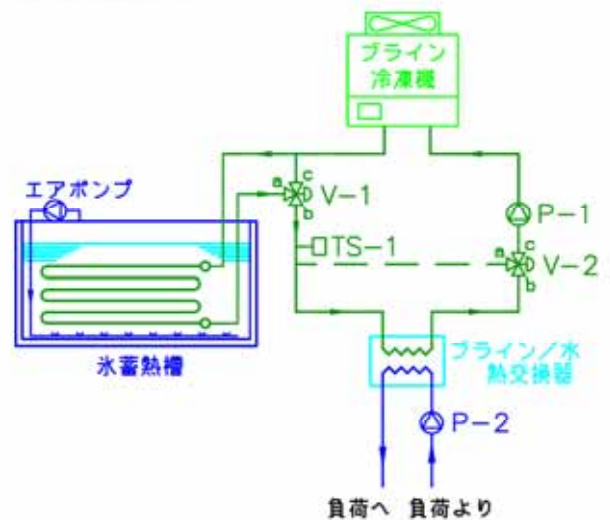 ブライン
冷凍機
エアポンプ
a
c
b
V-1
P-1
TS-1
a
c
b
V-2
氷蓄熱槽
ブライン/水
熱交換器
P-2
負荷へ 負荷より